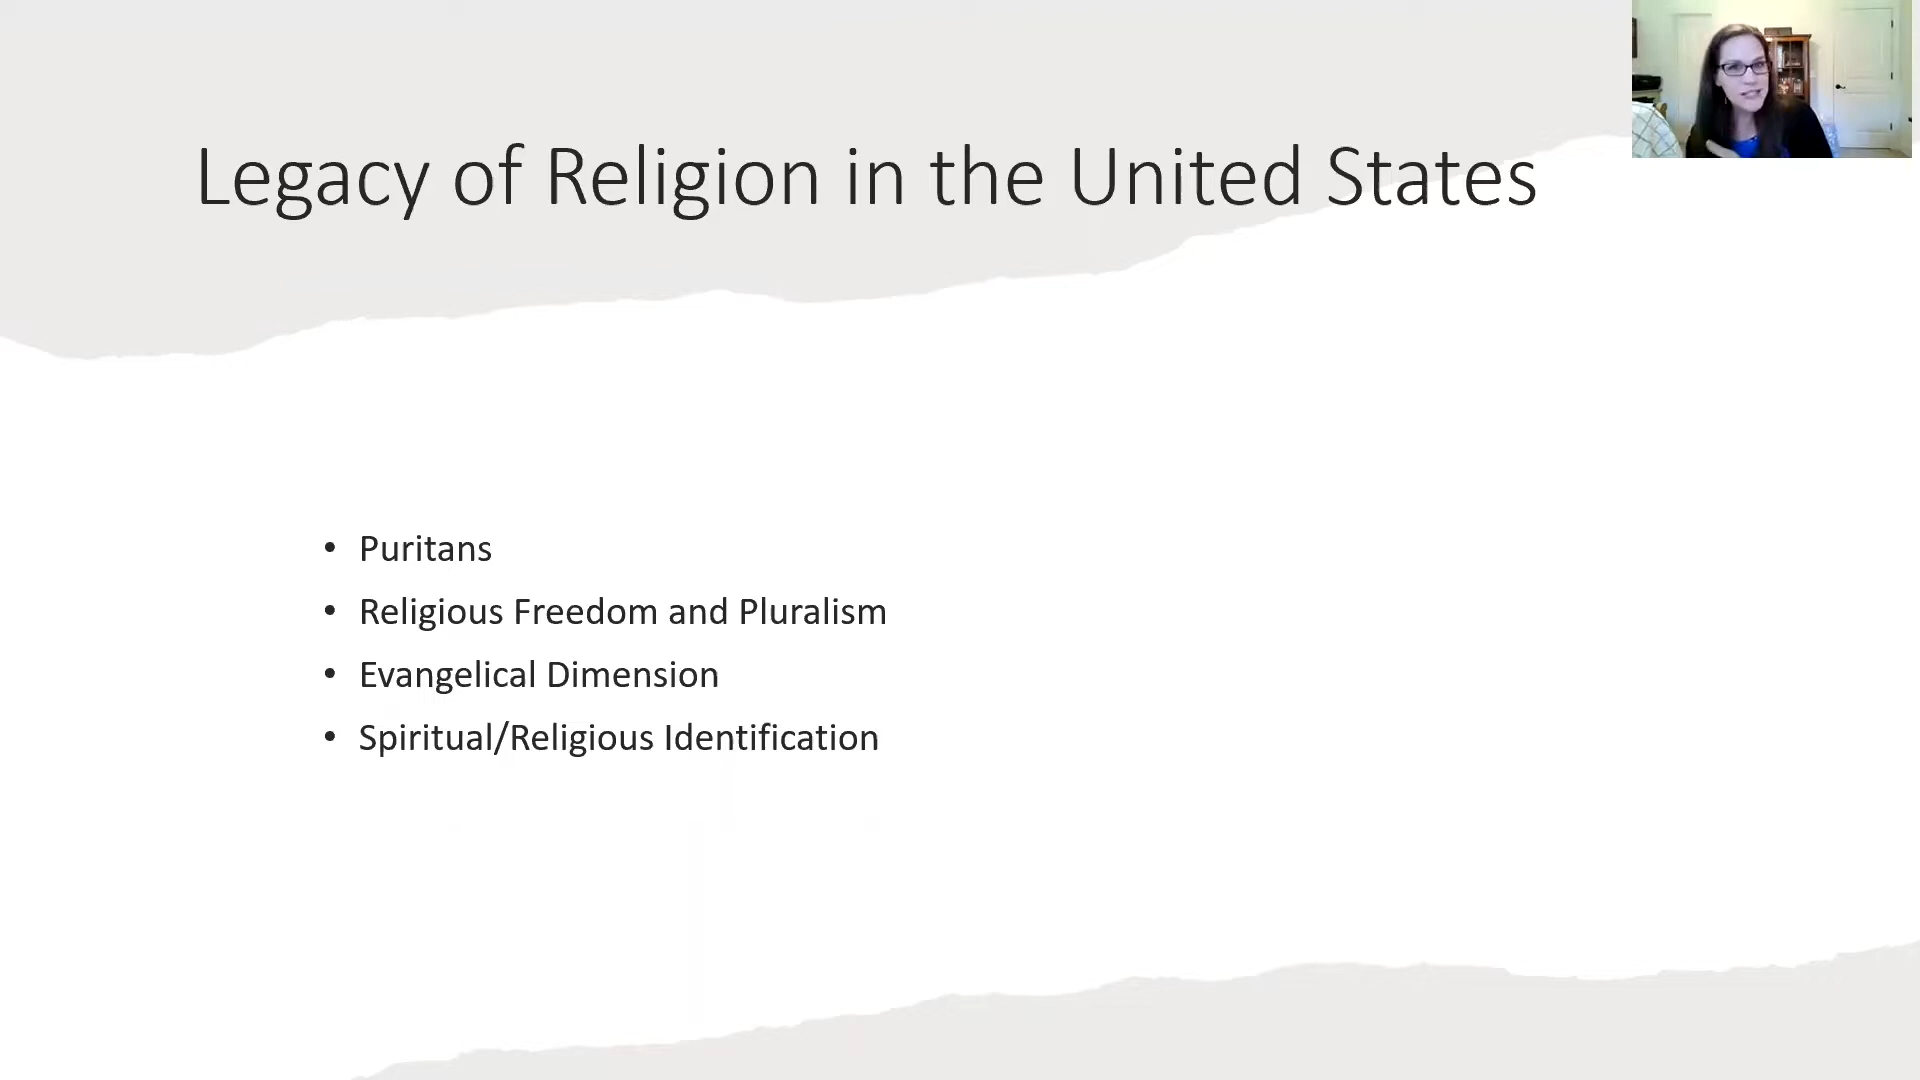 Legacy of Religion in the United States
• Puritans
• Religious Freedom and Pluralism
• Evangelical Dimension
• Spiritual/Religious Identification